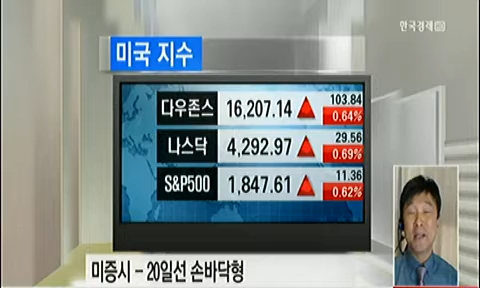 한국경제
미국 지수
다우존스 16,207.14 ▲ 103.84 0.64%
나스닥 4,292.97 ▲ 29.56 0.69%
S&P500 1,847.61 ▲ 11.36 0.62%
미증시 - 20일선 손바닥형